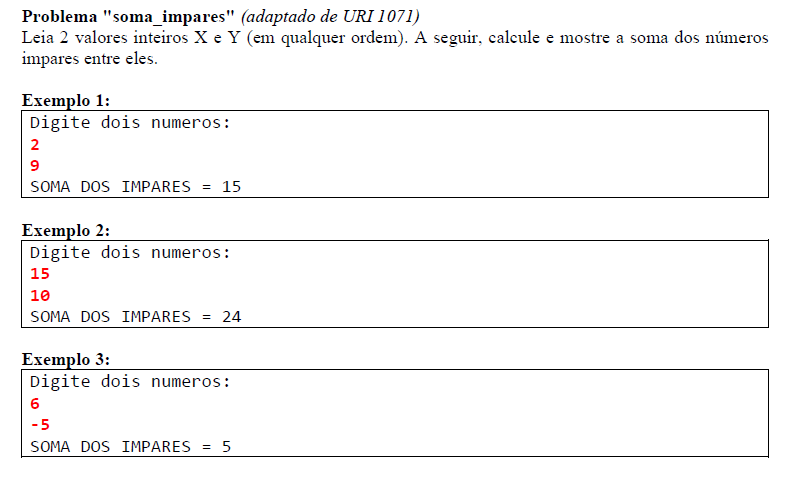 Problema "soma_impares" (adaptado de URI 1071)
Leia 2 valores inteiros X e Y (em qualquer ordem). A seguir, calcule e mostre a soma dos números
impares entre eles.
Exemplo 1:
Digite dois numeros:
2
9
SOMA DOS IMPARES = 15
Exemplo 2:
Digite dois numeros:
15
10
SOMA DOS IMPARES = 24
Exemplo 3:
Digite dois numeros:
6
-5
SOMA DOS IMPARES = 5